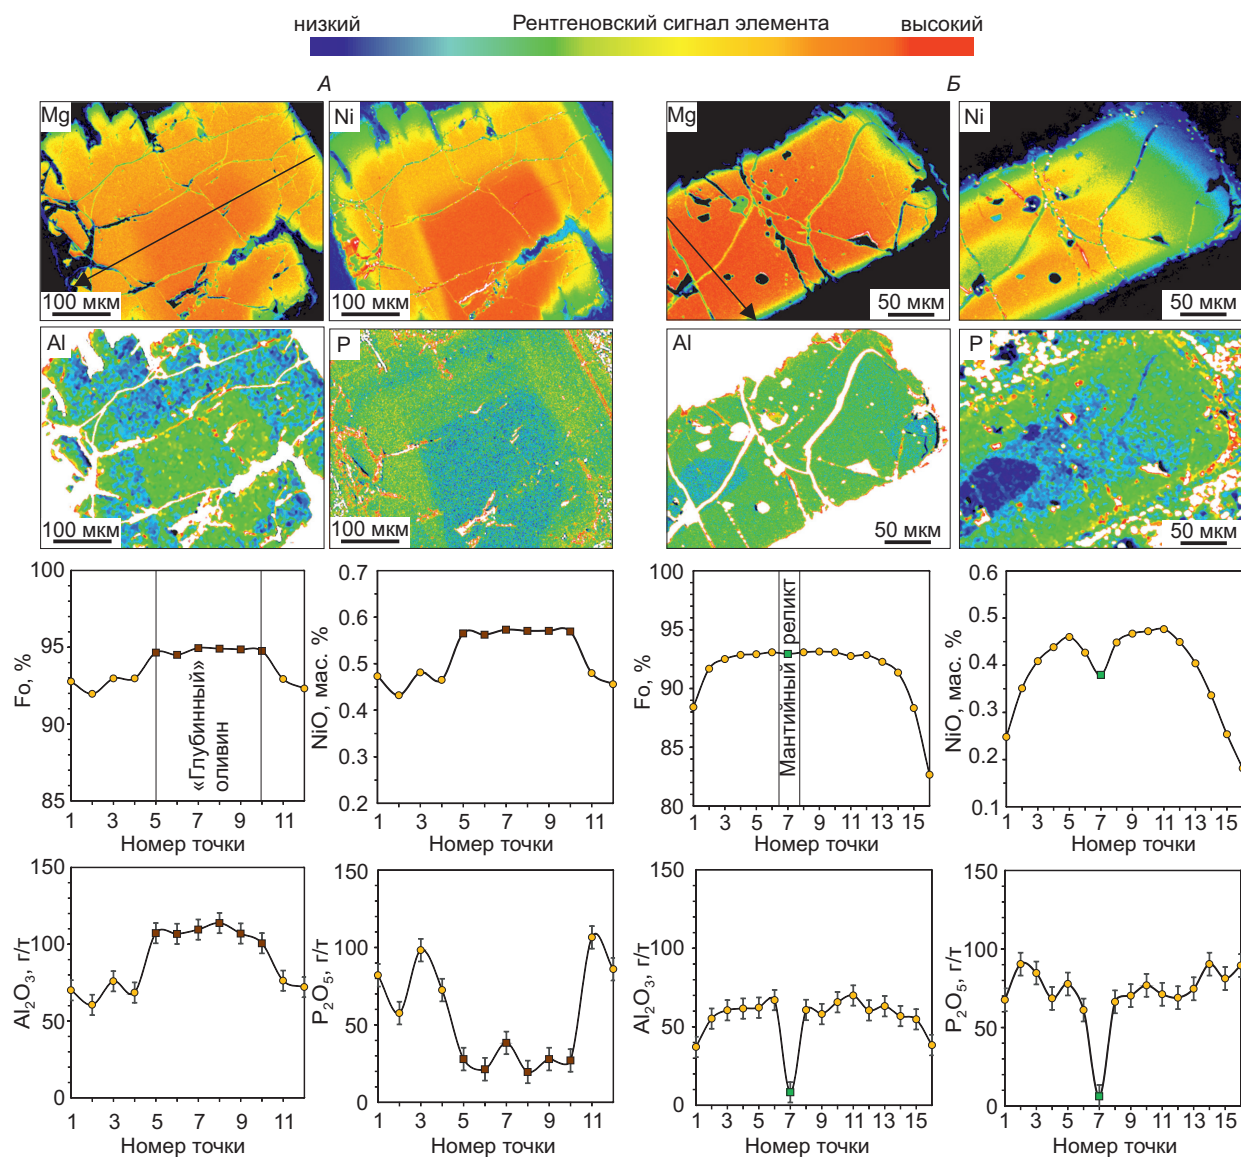 низкий Рентгеновский сигнал элемента высокий
А Б
Mg Ni Mg Ni
100 мкм 100 мкм 50 мкм 50 мкм
Al P Al P
100 мкм 100 мкм 50 мкм 50 мкм
Fo, %
100
95
90
85
«Глубинный»
оливин
1 3 5 7 9 11
Номер точки
NiO, мас. %
0.7
0.6
0.5
0.4
0.3
0.2
1 3 5 7 9 11
Номер точки
Fo, %
100
95
90
85
80
Мантийный реликт
1 3 5 7 9 11 13 15
Номер точки
NiO, мас. %
0.6
0.5
0.4
0.3
0.2
0.1
1 3 5 7 9 11 13 15
Номер точки
Al₂O₃, г/т
150
100
50
0
1 3 5 7 9 11
Номер точки
P₂O₅, г/т
150
100
50
0
1 3 5 7 9 11
Номер точки
Al₂O₃, г/т
150
100
50
0
1 3 5 7 9 11 13 15
Номер точки
P₂O₅, г/т
150
100
50
0
1 3 5 7 9 11 13 15
Номер точки